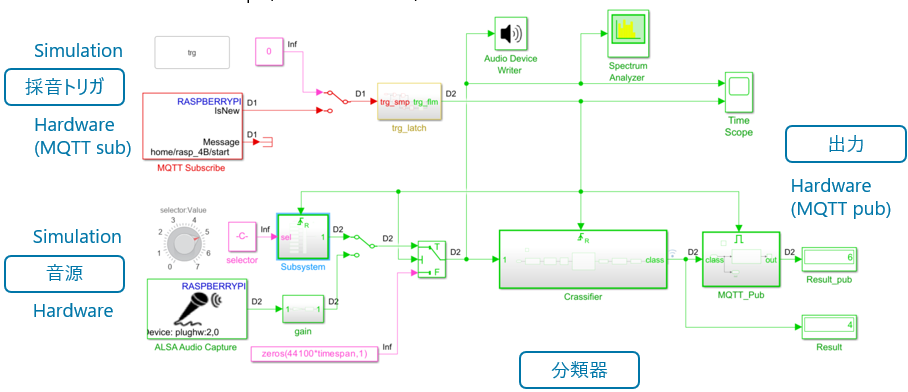 Simulation
採音トリガ
Hardware
(MQTT sub)
trg
0
Inf
RASPBERRYPI
IsNew
D1
Message
D1
home/rasp_4B/start
MQTT Subscribe
D1
trg_smp trg_flm
D2
trg_latch
Audio Device
Writer
Spectrum
Analyzer
Time
Scope
出力
Hardware
(MQTT pub)
Simulation
音源
Hardware
selector:Value
0 1 2 3 4 5 6 7
-C-
Inf
selector
R
sel
1
D2
Subsystem
D2
T
F
D2
RASPBERRYPI
Device: plughw:2,0
D2
ALSA Audio Capture
1
1
D2
gain
zeros(44100*timespan,1)
Inf
R
1
class
D2
Crassifier
class
out
D2
MQTT_Pub
6
Result_pub
4
Result
分類器